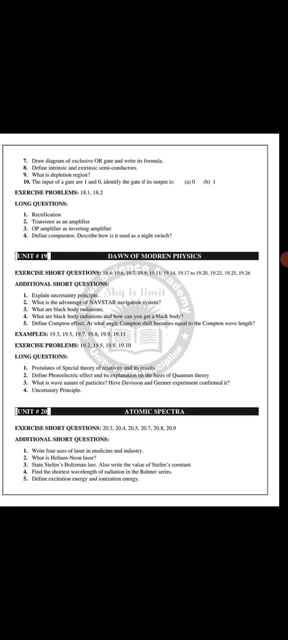 7. Draw diagram of exclusive OR gate and write its formula.
8. Define intrinsic and extrinsic semi-conductors.
9. What is depletion region?
10. The input of a gate are 1 and 0, identify the gate if its output is: (a) 0 (b) 1
EXERCISE PROBLEMS: 18.1, 18.2
LONG QUESTIONS:
1. Rectification
2. Transistor as an amplifier
3. OP amplifier as inverting amplifier
4. Define comparator. Describe how is it used as a night switch?
UNIT # 19 DAWN OF MODREN PHYSICS
EXERCISE SHORT QUESTIONS: 19.4, 19.6, 19.7, 19.9, 19.11, 19.14, 19.17 to 19.20, 19.23, 19.25, 19.26
ADDITIONAL SHORT QUESTIONS:
Sky is limit
1. Explain uncertainty principle.
2. What is the advantage of NAVSTAR navigation system?
3. What are black body radiations.
4. What are black body radiations and how can you get a black body?
5. Define Compton effect. At what angle Compton shift becomes equal to the Compton wave length?
EXAMPLES: 19.3, 19.5, 19.7, 19.8, 19.9, 19.11
EXERCISE PROBLEMS: 19.2, 19.5, 19.9, 19.10
LONG QUESTIONS:
1. Postulates of Special theory of relativity and its results
2. Define Photoelectric effect and its explanation on the basis of Quantum theory
3. What is wave nature of particles? Have Davisson and Germer experiment confirmed it?
4. Uncertainty Principle.
UNIT # 20 ATOMIC SPECTRA
EXERCISE SHORT QUESTIONS: 20.3, 20.4, 20.5, 20.7, 20.8, 20.9
ADDITIONAL SHORT QUESTIONS:
1. Write four uses of laser in medicine and industry.
2. What is Helium-Neon laser?
3. State Stefen's Boltzman law. Also write the value of Stefen's constant.
4. Find the shortest wavelength of radiation in the Balmer series.
5. Define excitation energy and ionization energy.